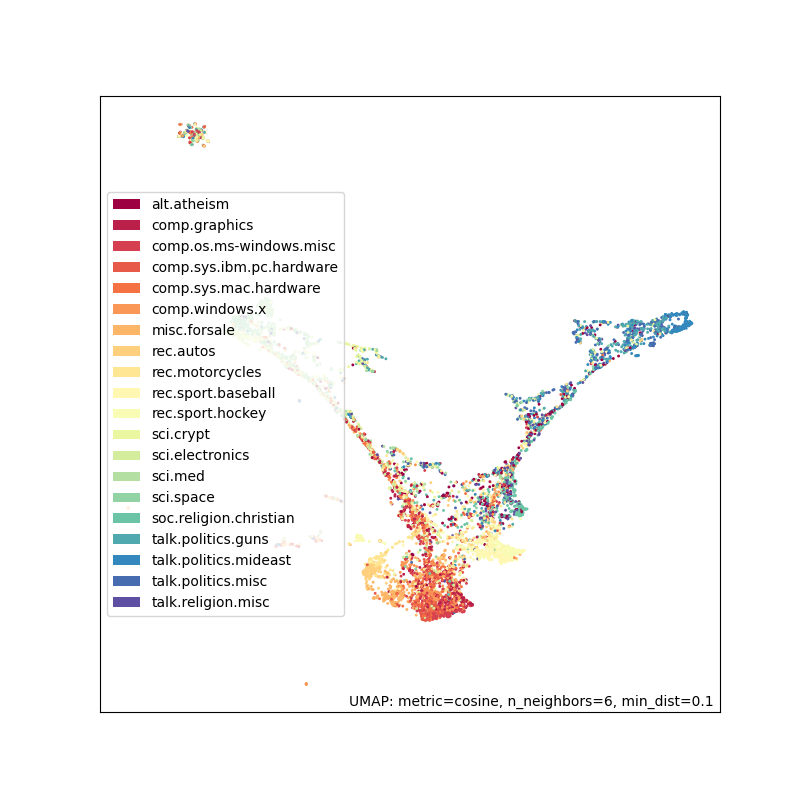 alt.atheism
comp.graphics
comp.os.ms-windows.misc
comp.sys.ibm.pc.hardware
comp.sys.mac.hardware
comp.windows.x
misc.forsale
rec.autos
rec.motorcycles
rec.sport.baseball
rec.sport.hockey
sci.crypt
sci.electronics
sci.med
sci.space
soc.religion.christian
talk.politics.guns
talk.politics.mideast
talk.politics.misc
talk.religion.misc
UMAP: metric=cosine, n_neighbors=6, min_dist=0.1